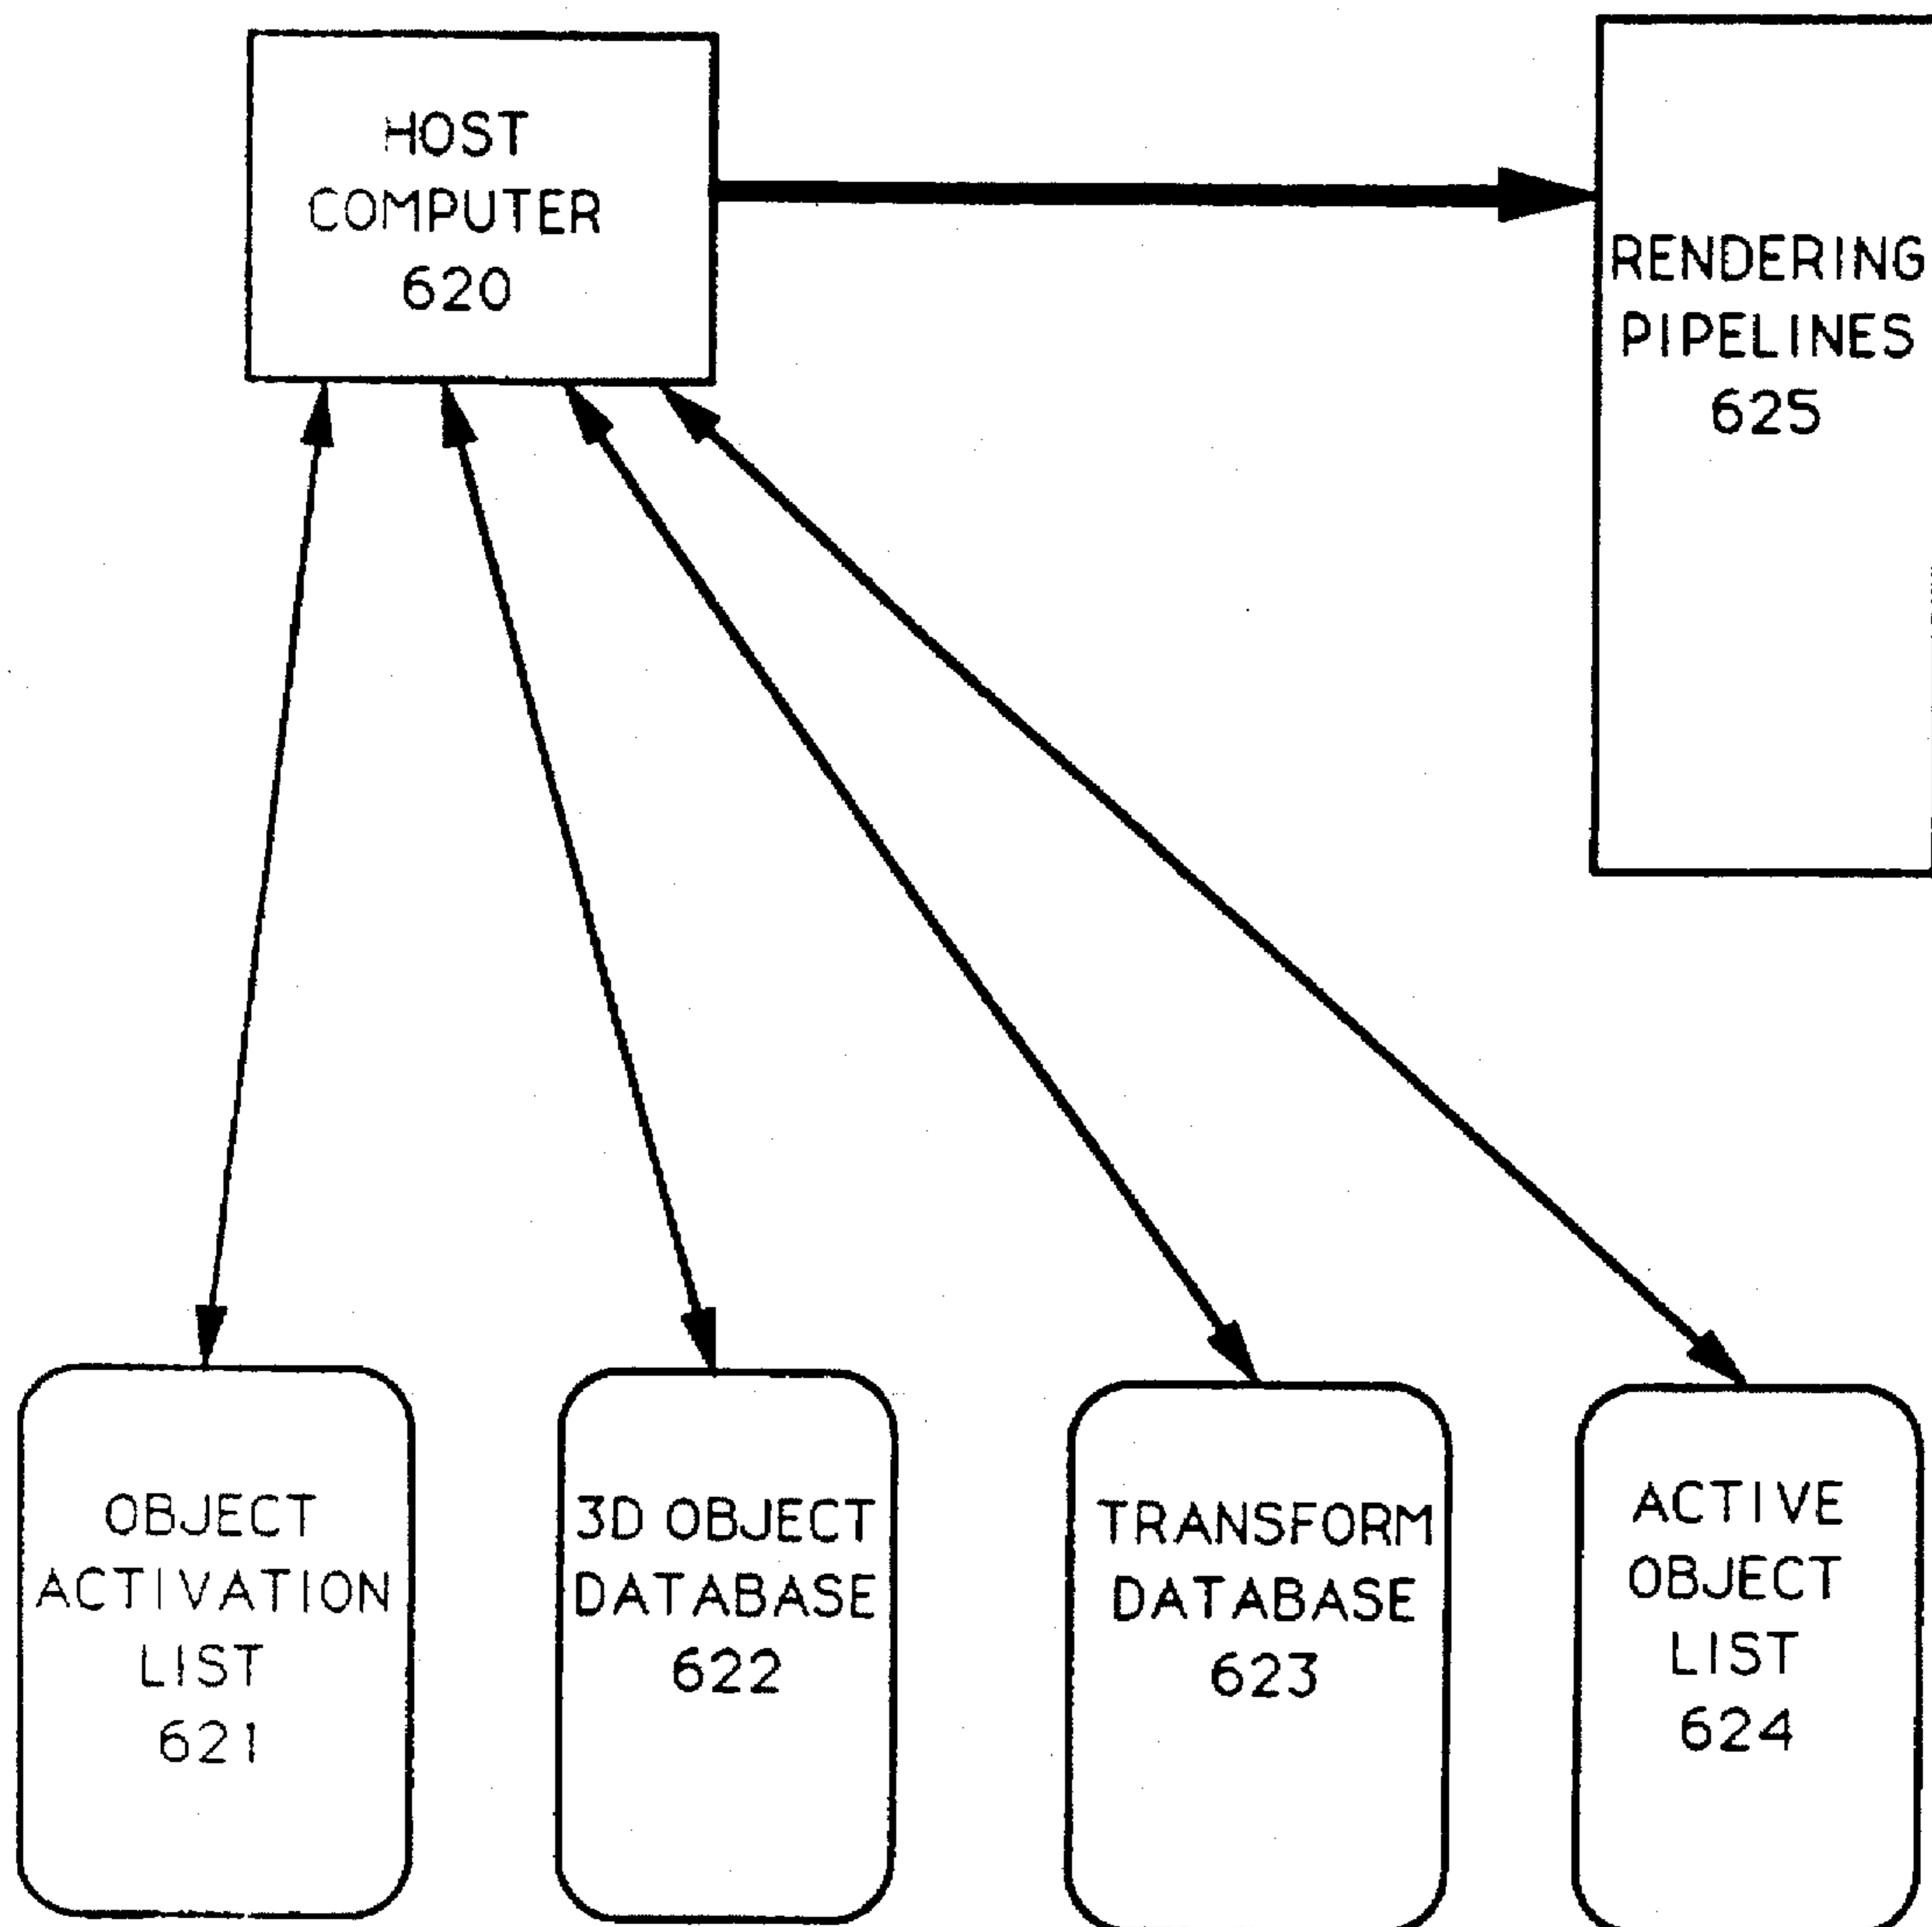 HOST
COMPUTER
620
RENDERING
PIPELINES
625
OBJECT
ACTIVATION
LIST
621
3D OBJECT
DATABASE
622
TRANSFORM
DATABASE
623
ACTIVE
OBJECT
LIST
624